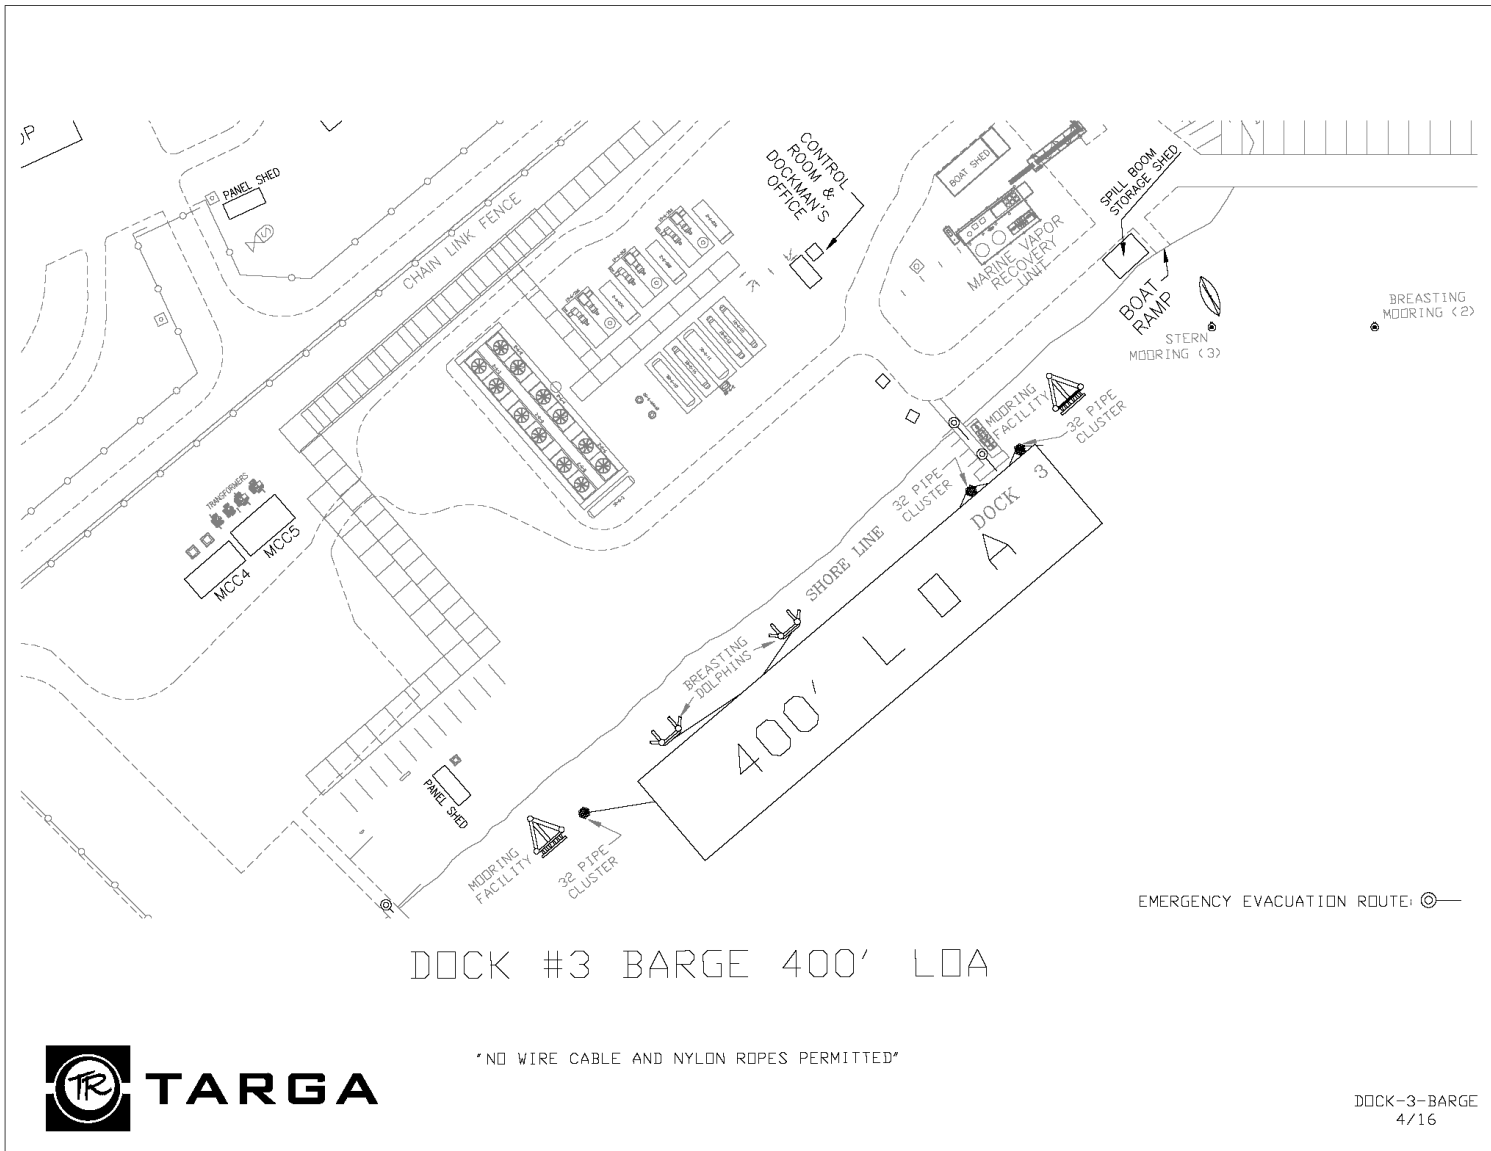 OP
PANEL SHED
CHAIN LINK FENCE
CONTROL
ROOM &
DOCKMAN'S
OFFICE
BOAT SHED
MARINE VAPOR
RECOVERY
UNIT
SPILL BOOM
STORAGE SHED
BOAT
RAMP
BREASTING
MOORING (2)
STERN
MOORING (3)
MOORING
FACILITY
32 PIPE
CLUSTER
32 PIPE
CLUSTER
DOCK 3
TRANSFORMERS
MCC5
MCC4
SHORE LINE
400' LOA
BREASTING
DOLPHINS
PANEL SHED
MOORING
FACILITY
32 PIPE
CLUSTER
EMERGENCY EVACUATION ROUTE:
DOCK #3 BARGE 400' LOA
"NO WIRE CABLE AND NYLON ROPES PERMITTED"
TR TARGA
DOCK-3-BARGE
4/16